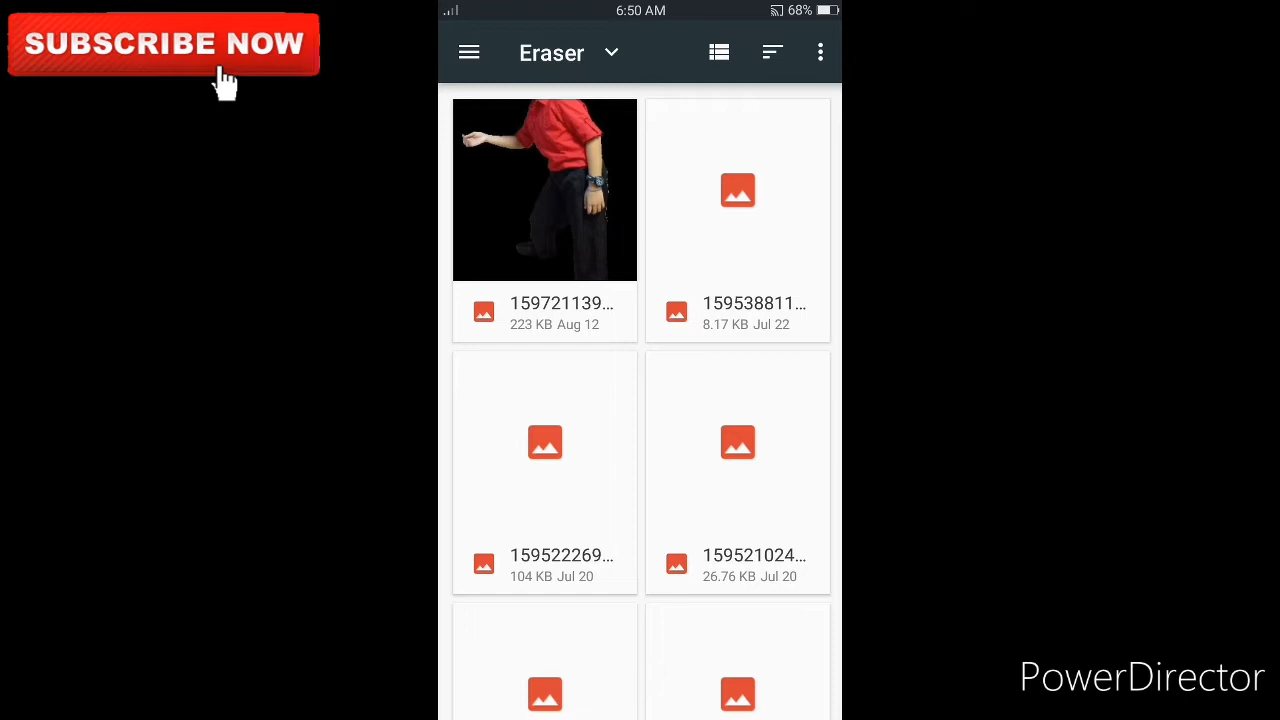 SUBSCRIBE NOW
6:50 AM
68%
Eraser
159721139...
223 KB Aug 12
159538811...
8.17 KB Jul 22
159522269...
104 KB Jul 20
159521024...
26.76 KB Jul 20
PowerDirector